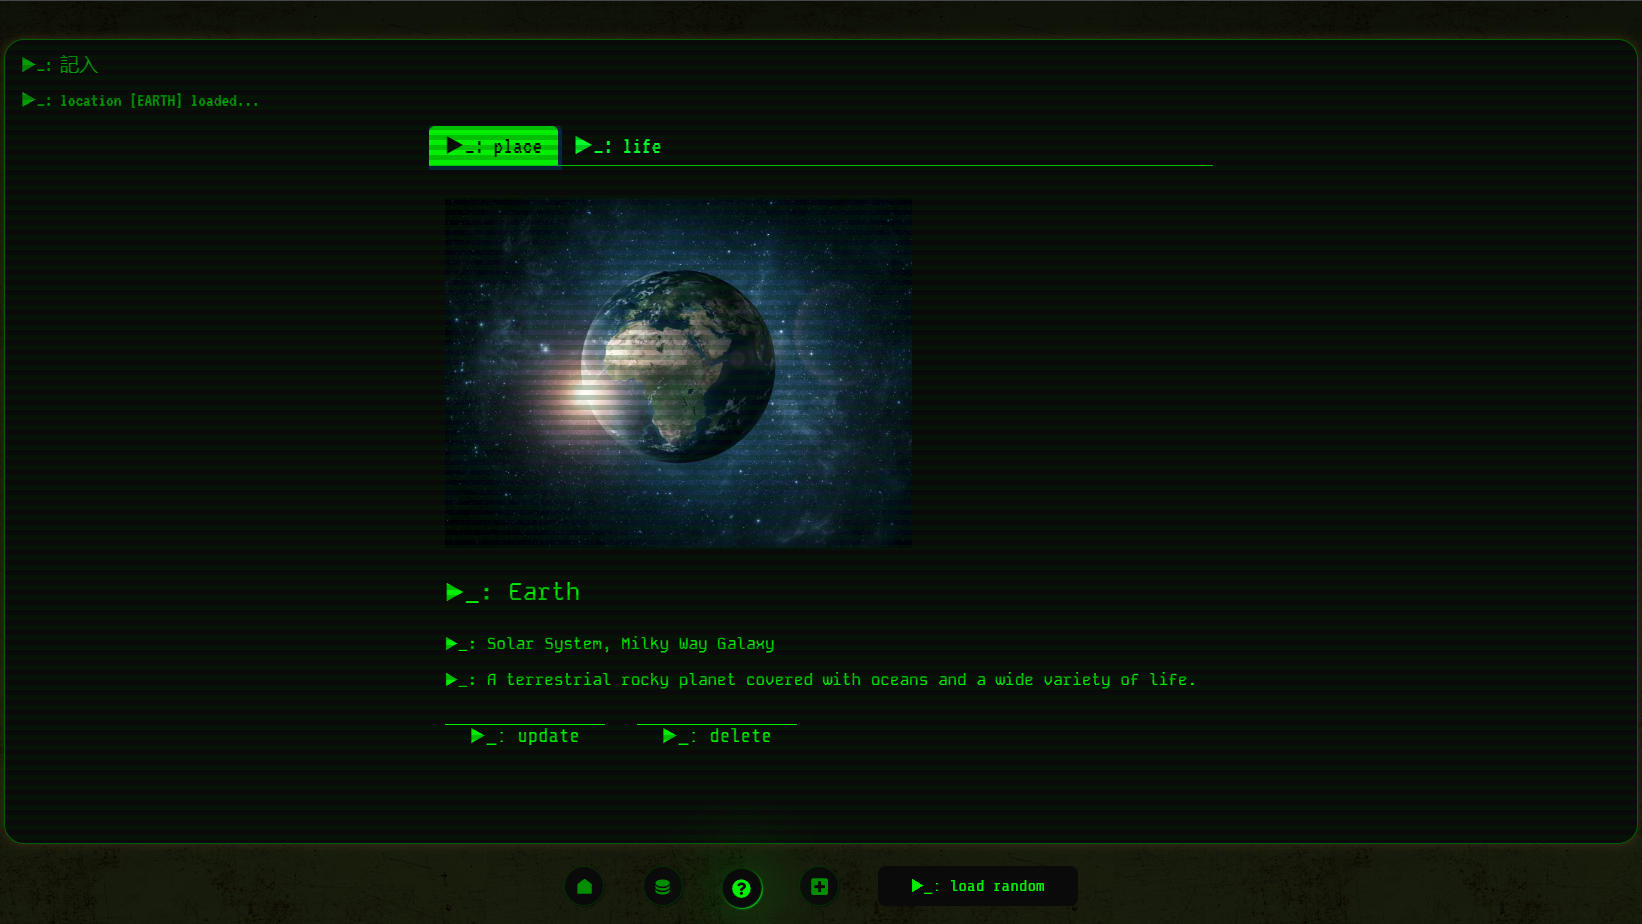 ▶_: 記入
▶_: location [EARTH] loaded...
▶_: place
▶_: life
▶_: Earth
▶_: Solar System, Milky Way Galaxy
▶_: A terrestrial rocky planet covered with oceans and a wide variety of life.
▶_: update
▶_: delete
?
▶_: load random